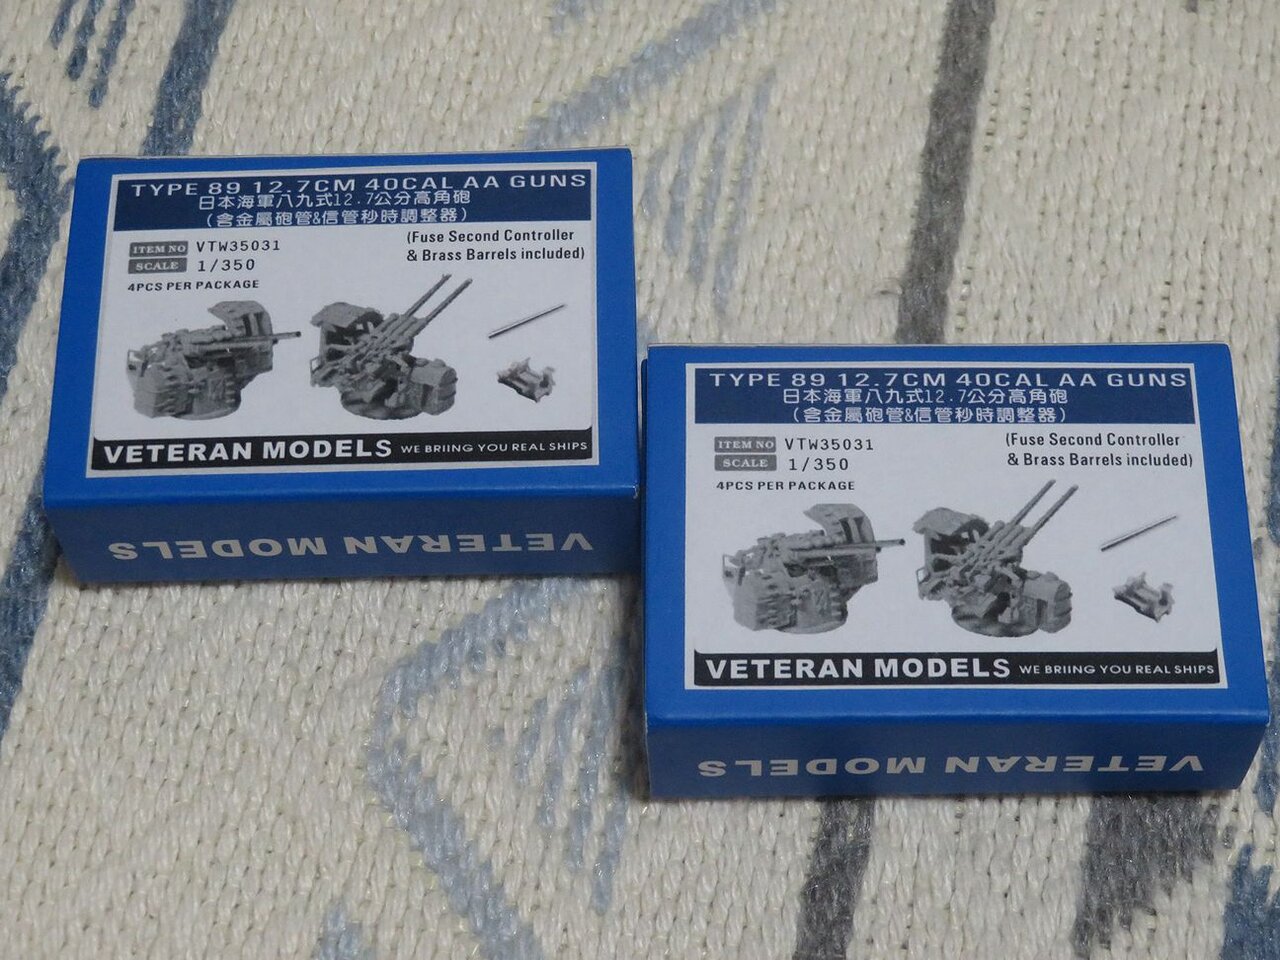 TYPE 89 12.7CM 40CAL AA GUNS
日本海軍八九式12.7公分高角砲
(含金屬砲管&信管秒時調整器)
ITEM NO VTW35031
SCALE 1/350
4PCS PER PACKAGE
(Fuse Second Controller
& Brass Barrels included)
VETERAN MODELS WE BRIING YOU REAL SHIPS
VETERAN MODELS
TYPE 89 12.7CM 40CAL AA GUNS
日本海軍八九式12.7公分高角砲
(含金屬砲管&信管秒時調整器)
ITEM NO VTW35031
SCALE 1/350
4PCS PER PACKAGE
(Fuse Second Controller
& Brass Barrels included)
VETERAN MODELS WE BRIING YOU REAL SHIPS
VETERAN MODELS